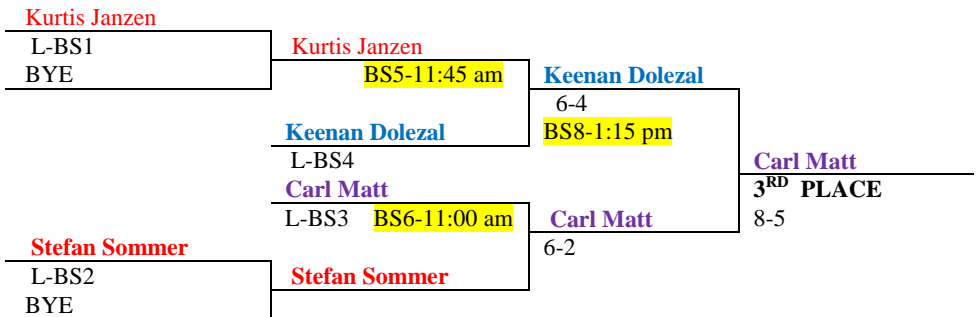 Kurtis Janzen
L-BS1
Kurtis Janzen
BYE
BS5-11:45 am
Keenan Dolezal
6-4
Keenan Dolezal
BS8-1:15 pm
L-BS4
Carl Matt
Carl Matt
3RD PLACE
L-BS3
BS6-11:00 am
Carl Matt
8-5
Stefan Sommer
6-2
L-BS2
Stefan Sommer
BYE